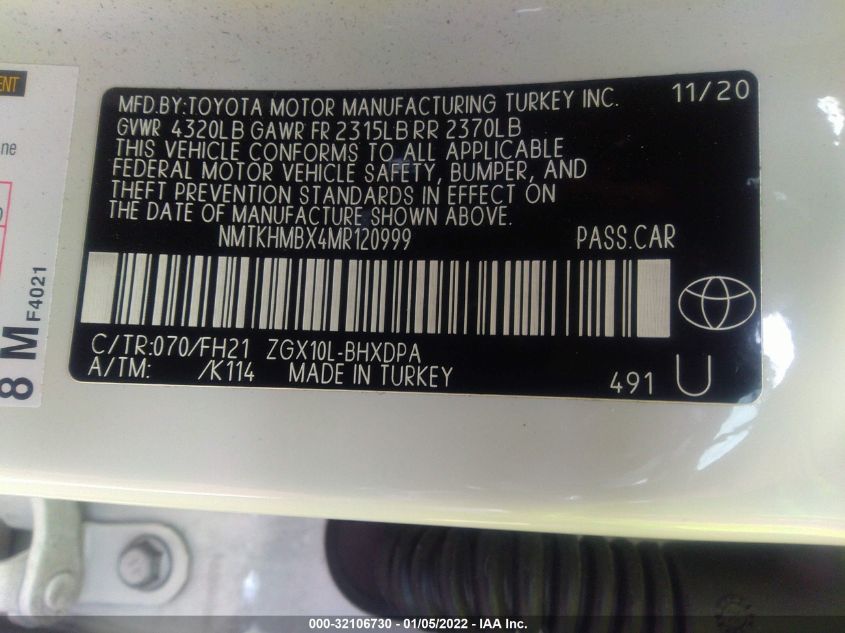 ENT
ne
8 M F4021
MFD.BY:TOYOTA MOTOR MANUFACTURING TURKEY INC. 11/20
GVWR 4320LB GAWR FR 2315LB RR 2370LB
THIS VEHICLE CONFORMS TO ALL APPLICABLE
FEDERAL MOTOR VEHICLE SAFETY, BUMPER, AND
THEFT PREVENTION STANDARDS IN EFFECT ON
THE DATE OF MANUFACTURE SHOWN ABOVE.
NMTKHMBX4MR120999 PASS.CAR
C/TR:070/FH21 ZGX10L-BHXDPA
A/TM: /K114 MADE IN TURKEY 491 U
000-32106730 - 01/05/2022 - IAA Inc.